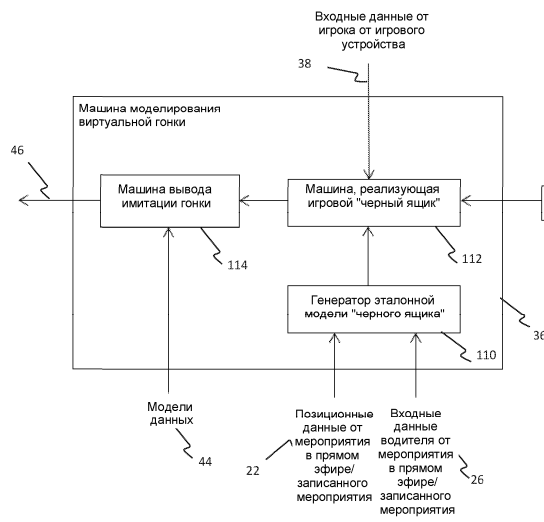 Входные данные от
игрока от игрового
устройства
38
Машина моделирования
виртуальной гонки
46
Машина вывода
имитации гонки
Машина, реализующая
игровой "черный ящик"
114
112
Генератор эталонной
модели "черного ящика"
36
110
Модели
данных
44
Позиционные
данные от
мероприятия
в прямом
эфире/
записанного
мероприятия
22
Входные
данные
водителя от
мероприятия
в прямом
эфире/
записанного
мероприятия
26